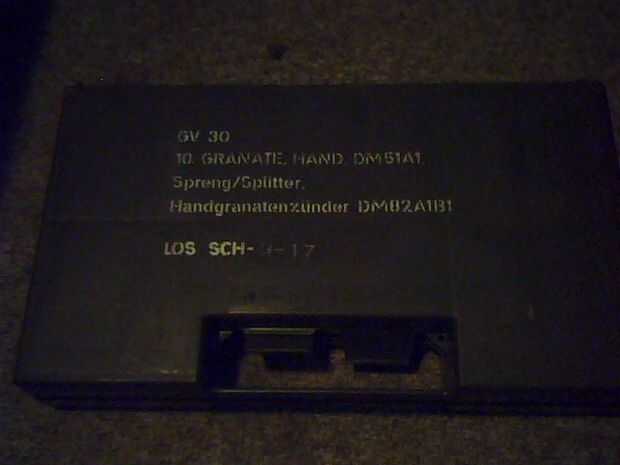 GV 30
10. GRANATE, HAND, DM51A1,
Spreng/Splitter,
Handgranatenzünder DM82A1B1
LOS SCH-